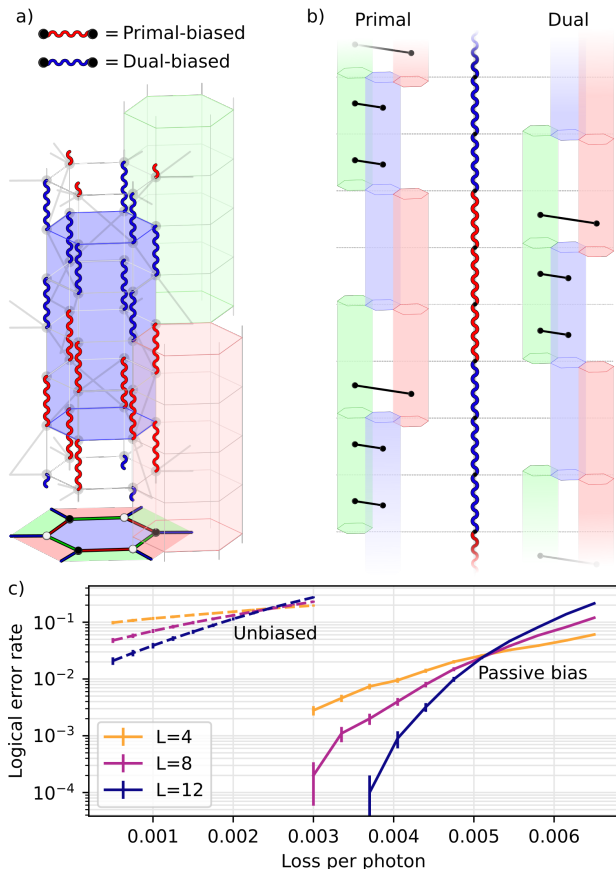 a)
= Primal-biased
= Dual-biased
b)
Primal
Dual
c)
Logical error rate
10⁻¹
10⁻²
10⁻³
10⁻⁴
Unbiased
Passive bias
L=4
L=8
L=12
0.001 0.002 0.003 0.004 0.005 0.006
Loss per photon